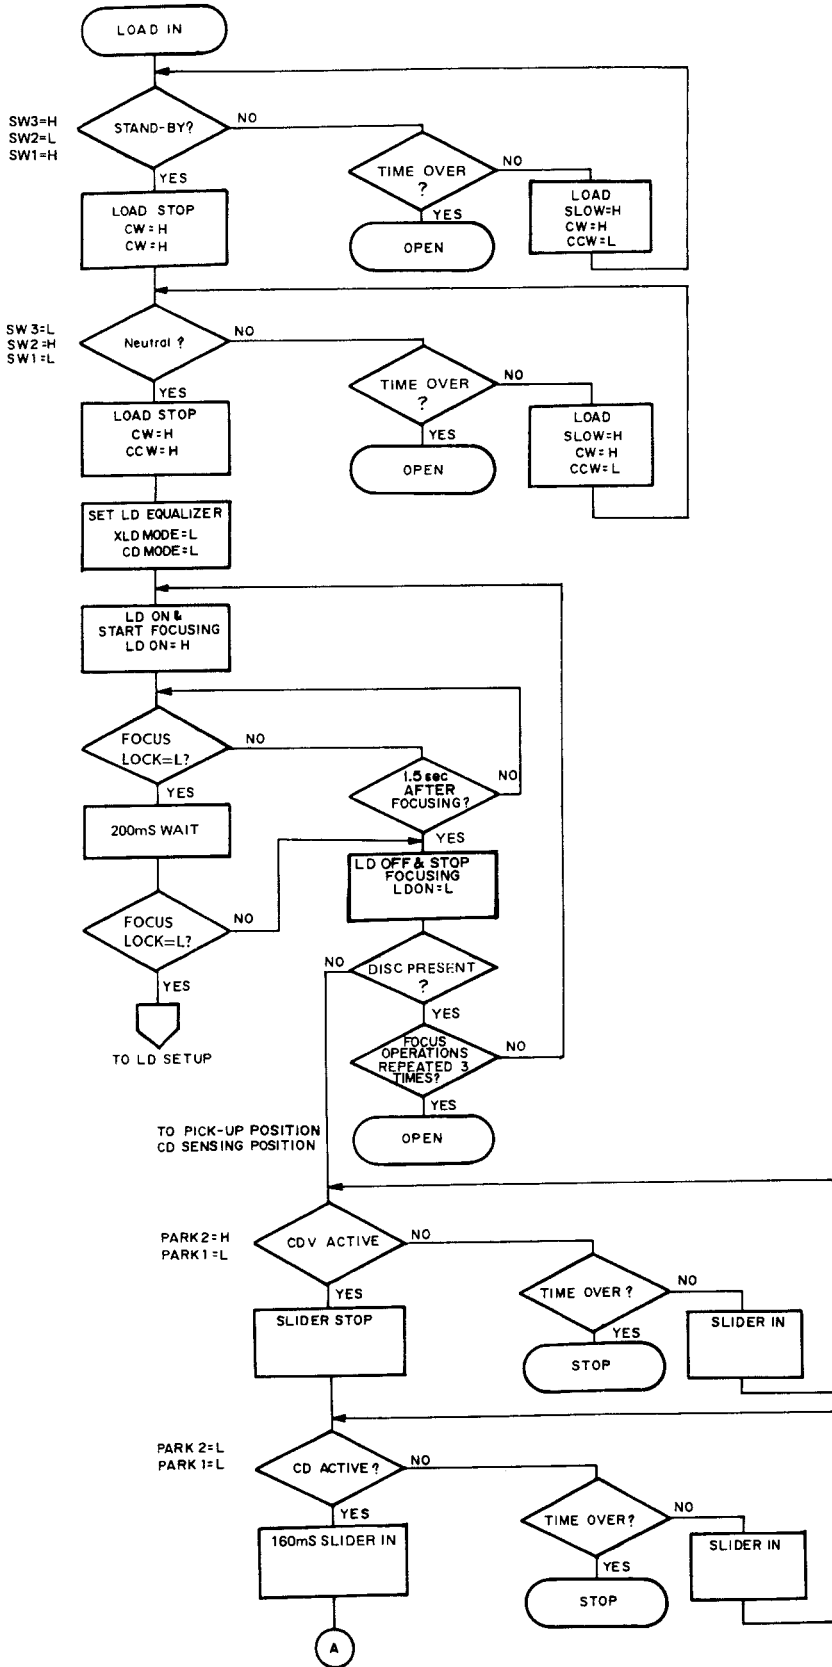 LOAD IN
SW3=H
SW2=L
SW1=H
STAND-BY?
NO
YES
TIME OVER
?
NO
YES
LOAD STOP
CW=H
CW=H
OPEN
LOAD
SLOW=H
CW=H
CCW=L
SW3=L
SW2=H
SW1=L
Neutral ?
NO
YES
TIME OVER
?
NO
YES
LOAD STOP
CW=H
CCW=H
OPEN
LOAD
SLOW=H
CW=H
CCW=L
SET LD EQUALIZER
XLD MODE=L
CD MODE=L
LD ON &
START FOCUSING
LD ON=H
FOCUS
LOCK=L?
NO
YES
1.5 sec
AFTER
FOCUSING?
NO
YES
200mS WAIT
LD OFF & STOP
FOCUSING
LDON=L
FOCUS
LOCK=L?
NO
YES
TO LD SETUP
DISC PRESENT
?
NO
YES
FOCUS
OPERATIONS
REPEATED 3
TIMES?
NO
YES
OPEN
TO PICK-UP POSITION
CD SENSING POSITION
PARK2=H
PARK1=L
CDV ACTIVE
NO
YES
TIME OVER?
NO
YES
SLIDER STOP
STOP
SLIDER IN
PARK 2=L
PARK 1=L
CD ACTIVE?
NO
YES
TIME OVER?
NO
YES
160mS SLIDER IN
STOP
SLIDER IN
A